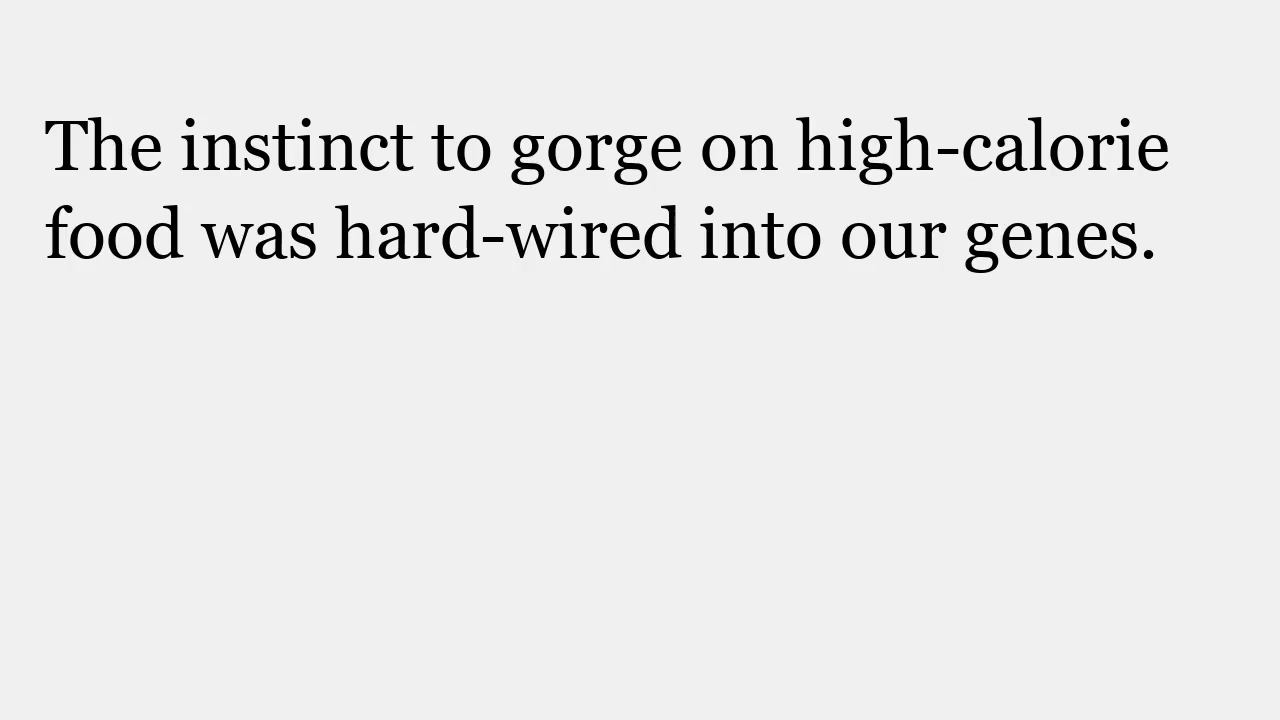 The instinct to gorge on high-calorie
food was hard-wired into our genes.